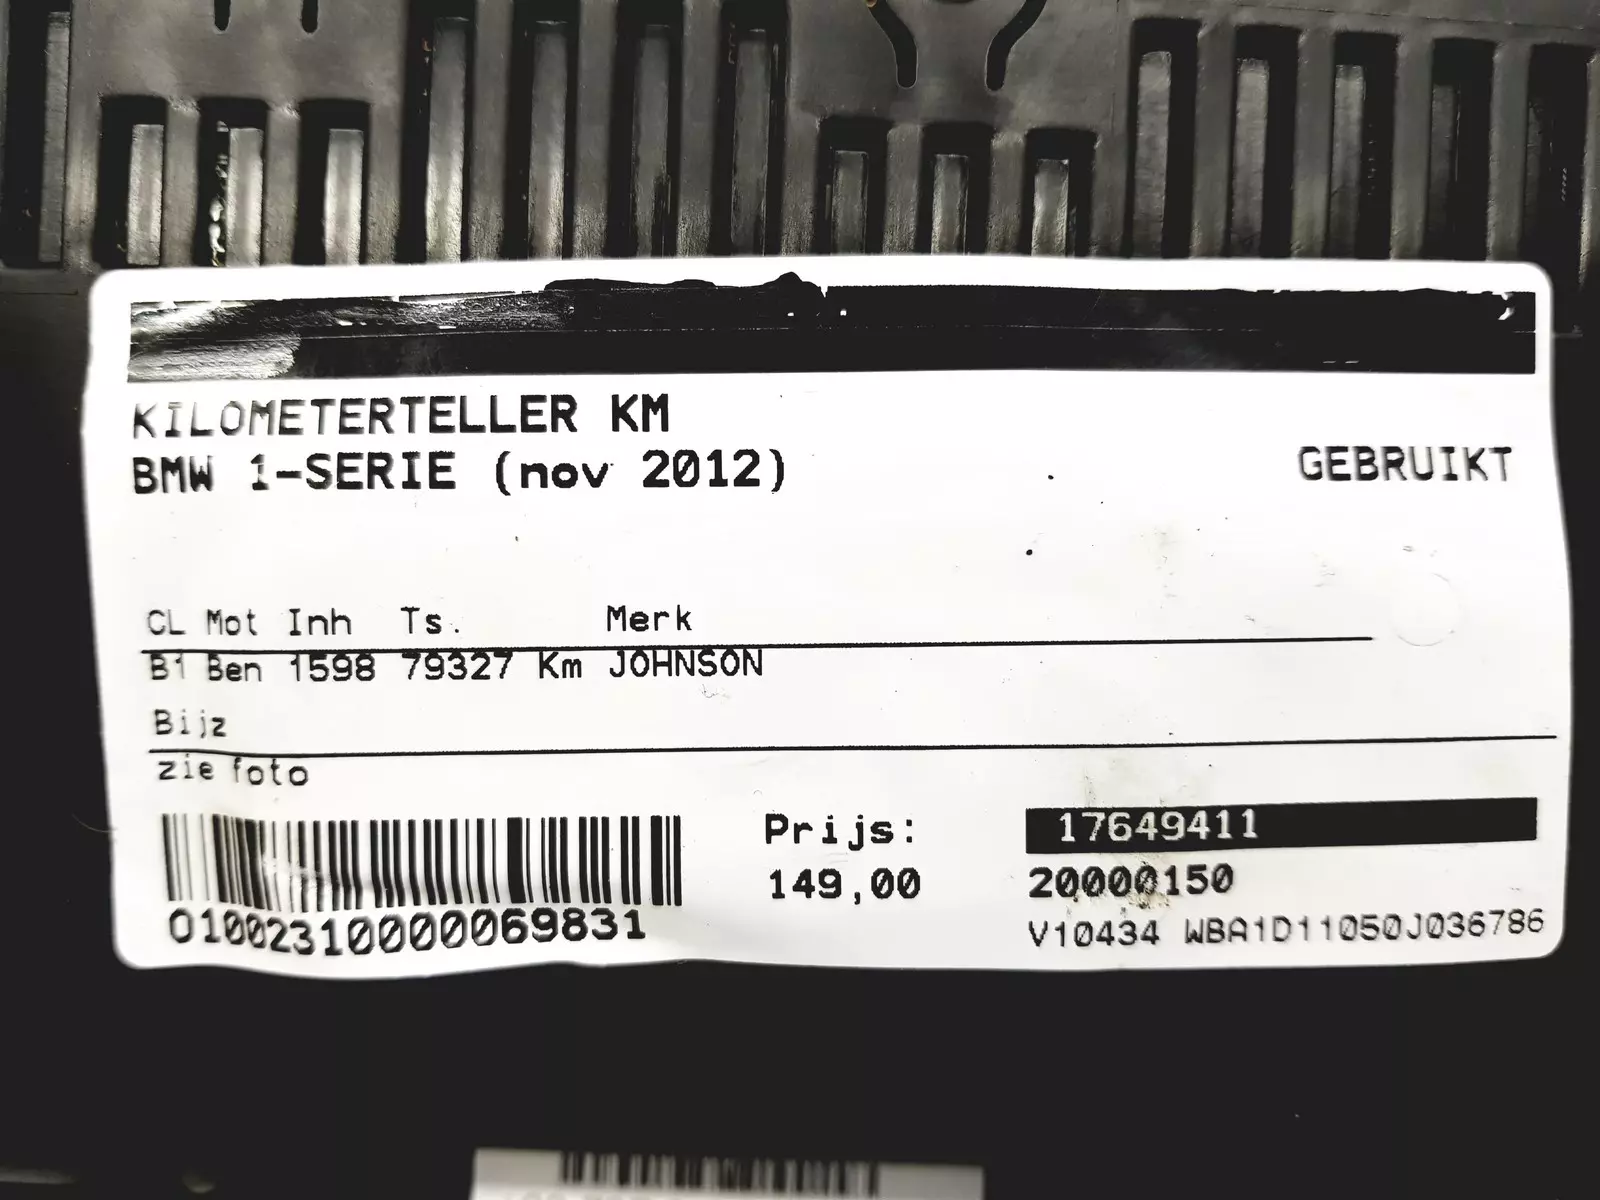 KILOMETERTELLER KM
BMW 1-SERIE (nov 2012)
GEBRUIKT
CL Mot Inh Ts. Merk
B1 Ben 1598 79327 Km JOHNSON
Bijz
zie foto
Prijs: 17649411
149,00 20000150
0100231000069831 V10434 WBA1D11050J036786